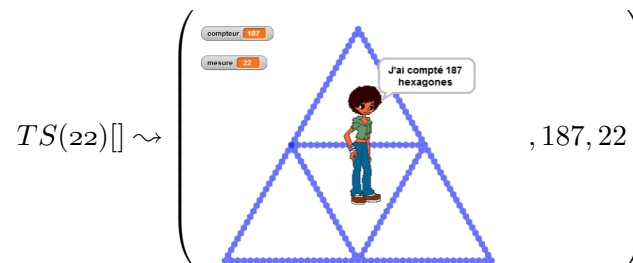 compteur 187
mesure 22
J'ai compté 187
hexagones
TS(22)[] ⤳ ( , 187, 22 )